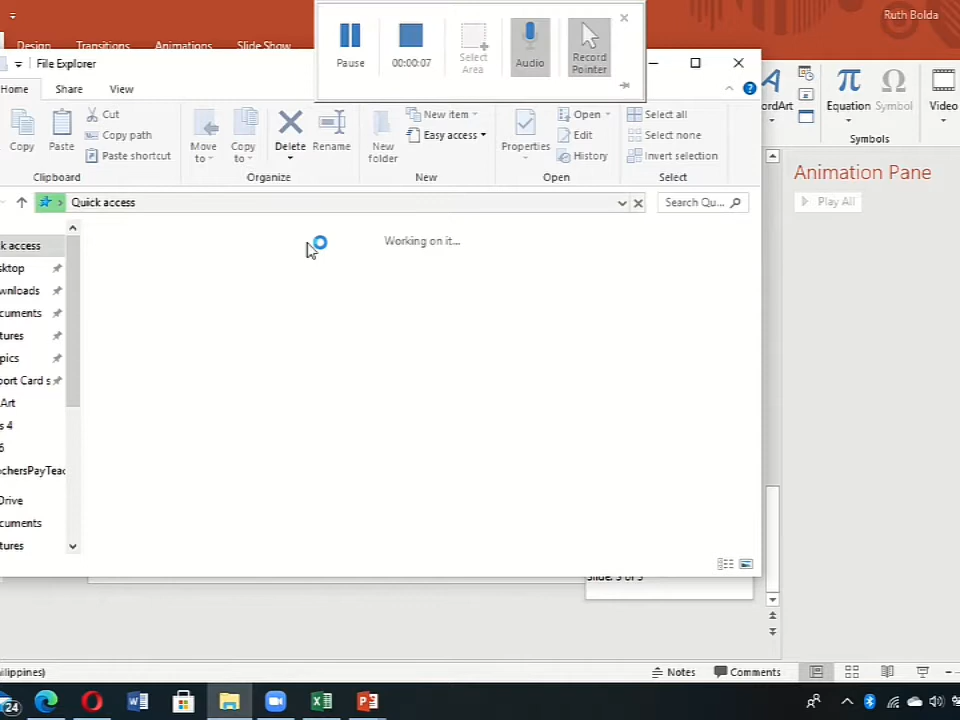 Ruth Bolda
Design Transitions Animations Slide Show
Pause
00:00:07
Select Area
Audio
Record Pointer
File Explorer
Home Share View
Copy
Paste
Cut
Copy path
Paste shortcut
Clipboard
Move to
Copy to
Delete
Rename
Organize
New folder
New item
Easy access
New
Properties
Open
Edit
History
Open
Select all
Select none
Invert selection
Select
Equation
Symbol
Video
Symbols
Quick access
Search Qu...
Working on it...
Animation Pane
Play All
Notes
Comments
24